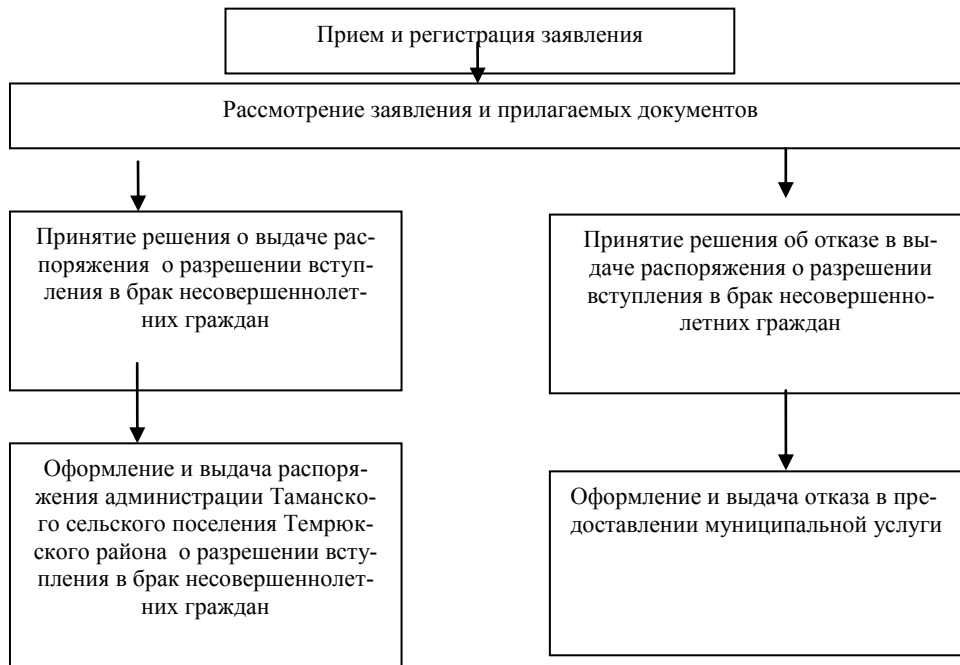 Прием и регистрация заявления
Рассмотрение заявления и прилагаемых документов
Принятие решения о выдаче рас-
поряжения о разрешении вступ-
ления в брак несовершеннолет-
них граждан
Принятие решения об отказе в вы-
даче распоряжения о разрешении
вступления в брак несовершенно-
летних граждан
Оформление и выдача распоря-
жения администрации Таманско-
го сельского поселения Темрюк-
ского района о разрешении всту-
пления в брак несовершеннолет-
них граждан
Оформление и выдача отказа в пре-
доставлении муниципальной услуги